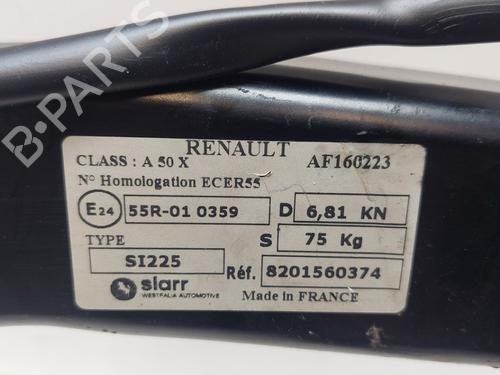 B-PARTS
RENAULT
CLASS : A 50 X AF160223
N° Homologation ECER55
E24 55R-01 0359 D 6,81 KN
TYPE S 75 Kg
SI225 Réf. 8201560374
siarr
WESTFALIA AUTOMOTIVE Made in FRANCE